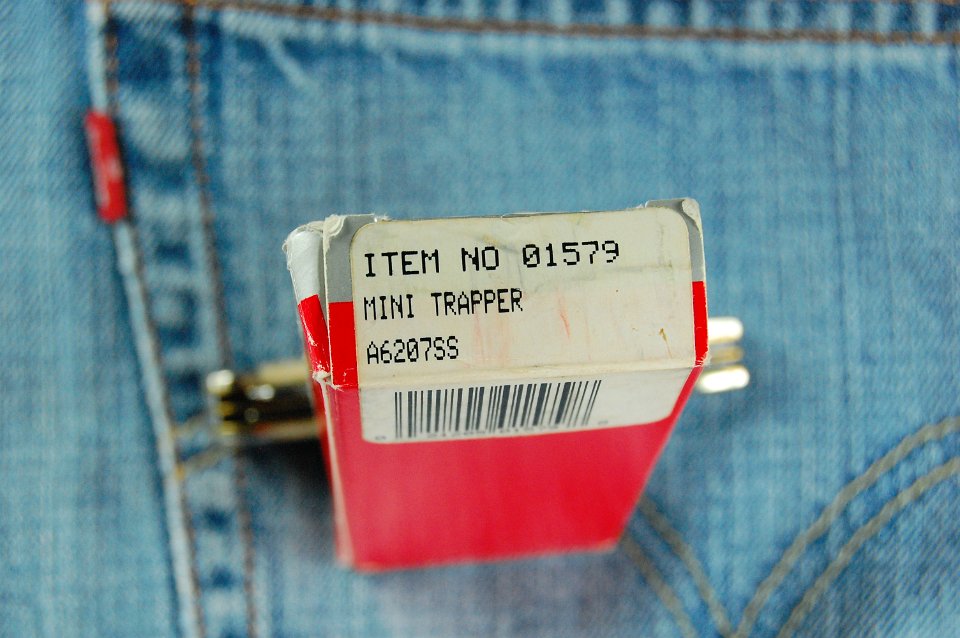 ITEM NO 01579
MINI TRAPPER
A6207SS